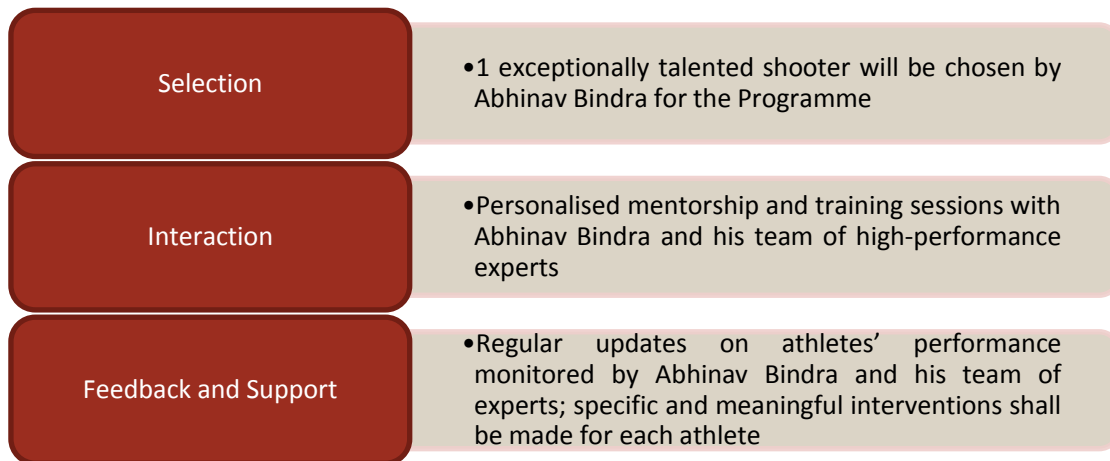 Selection
•1 exceptionally talented shooter will be chosen by
Abhinav Bindra for the Programme
Interaction
•Personalised mentorship and training sessions with
Abhinav Bindra and his team of high-performance
experts
Feedback and Support
•Regular updates on athletes’ performance
monitored by Abhinav Bindra and his team of
experts; specific and meaningful interventions shall
be made for each athlete